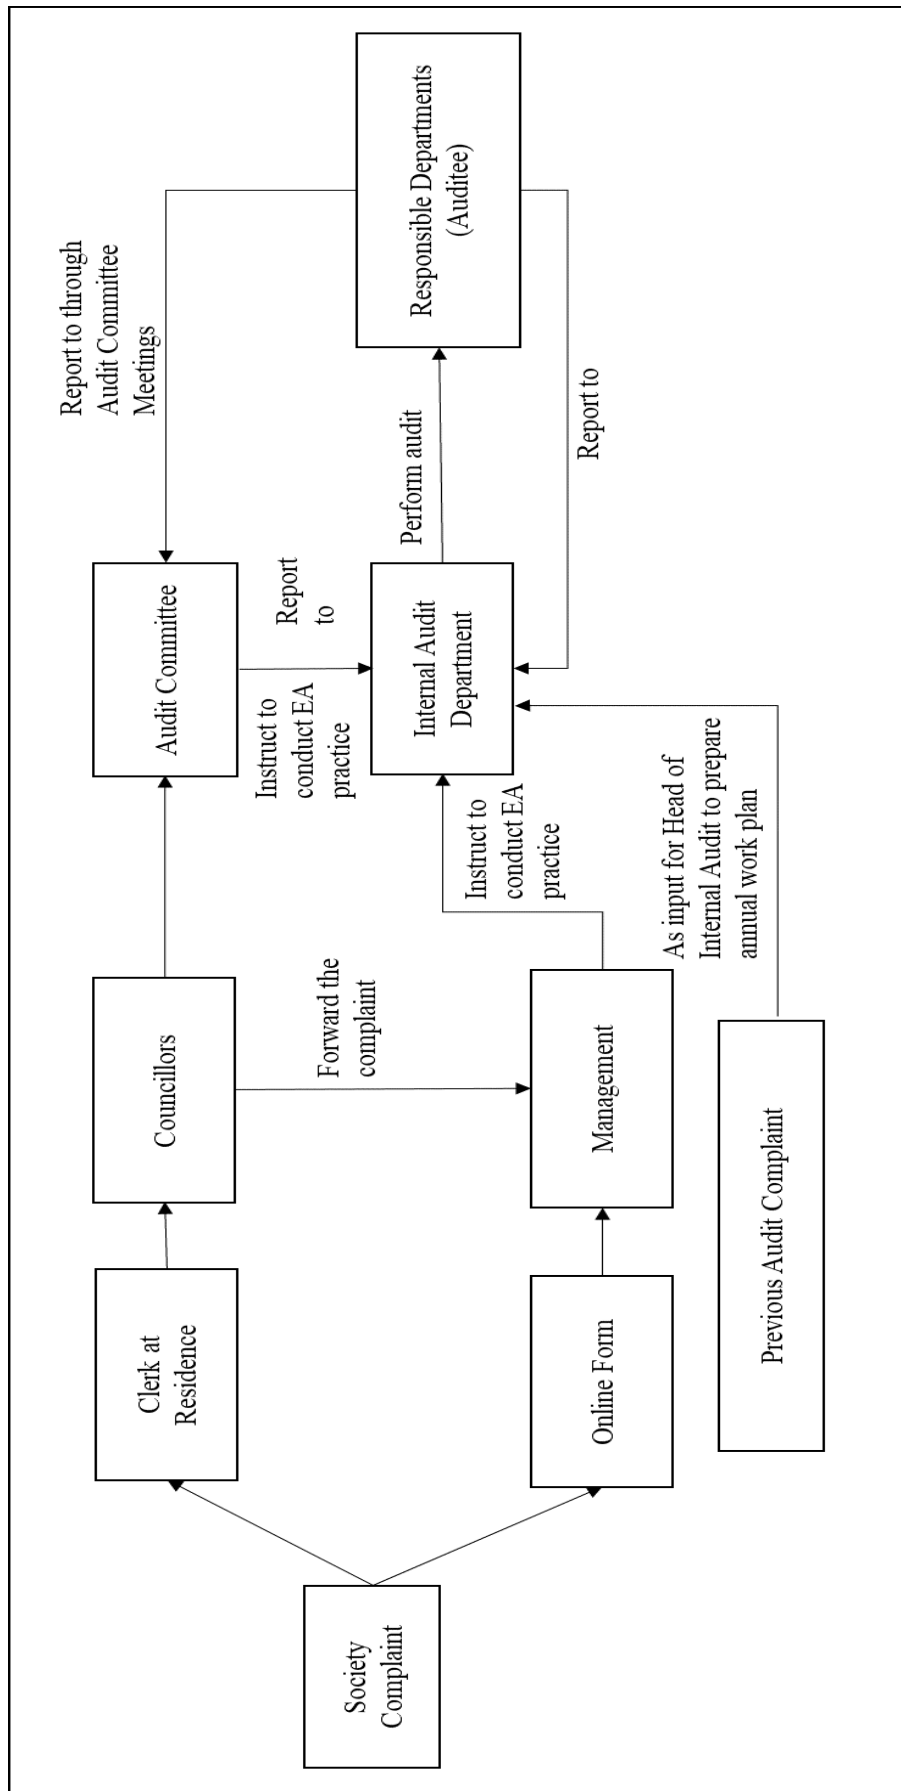 Society
Complaint
Clerk at
Residence
Online Form
Councillors
Forward the
complaint
Management
Previous Audit Complaint
Audit Committee
Instruct to
conduct EA
practice
Report
to
Instruct to
conduct EA
practice
Internal Audit
Department
As input for Head of
Internal Audit to prepare
annual work plan
Report to through
Audit Committee
Meetings
Perform audit
Report to
Responsible Departments
(Auditee)